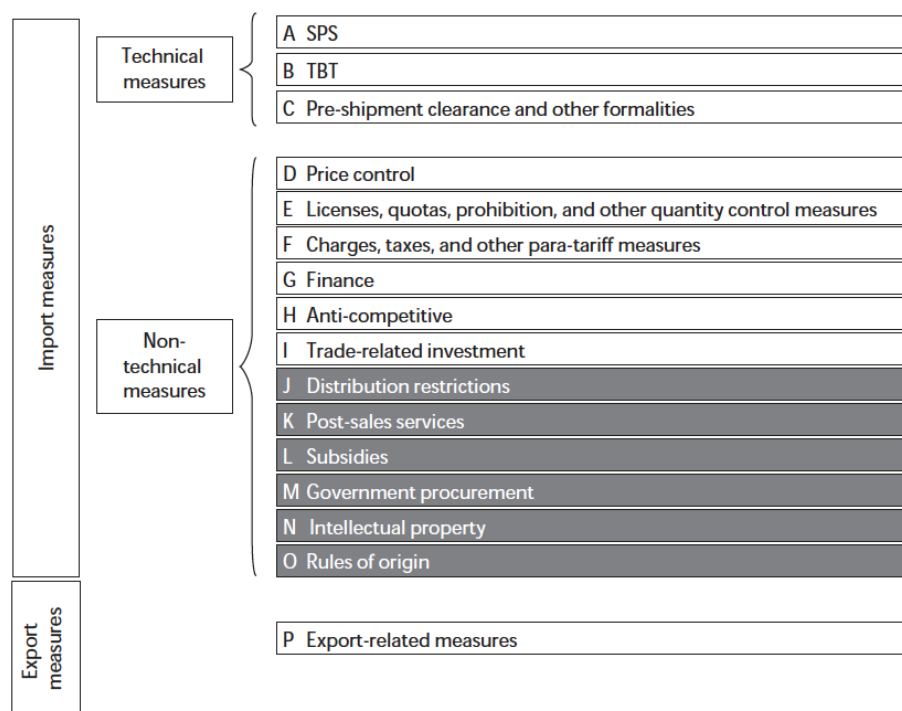 Import measures
Technical
measures
A SPS
B TBT
C Pre-shipment clearance and other formalities
Non-
technical
measures
D Price control
E Licenses, quotas, prohibition, and other quantity control measures
F Charges, taxes, and other para-tariff measures
G Finance
H Anti-competitive
I Trade-related investment
J Distribution restrictions
K Post-sales services
L Subsidies
M Government procurement
N Intellectual property
O Rules of origin
Export
measures
P Export-related measures